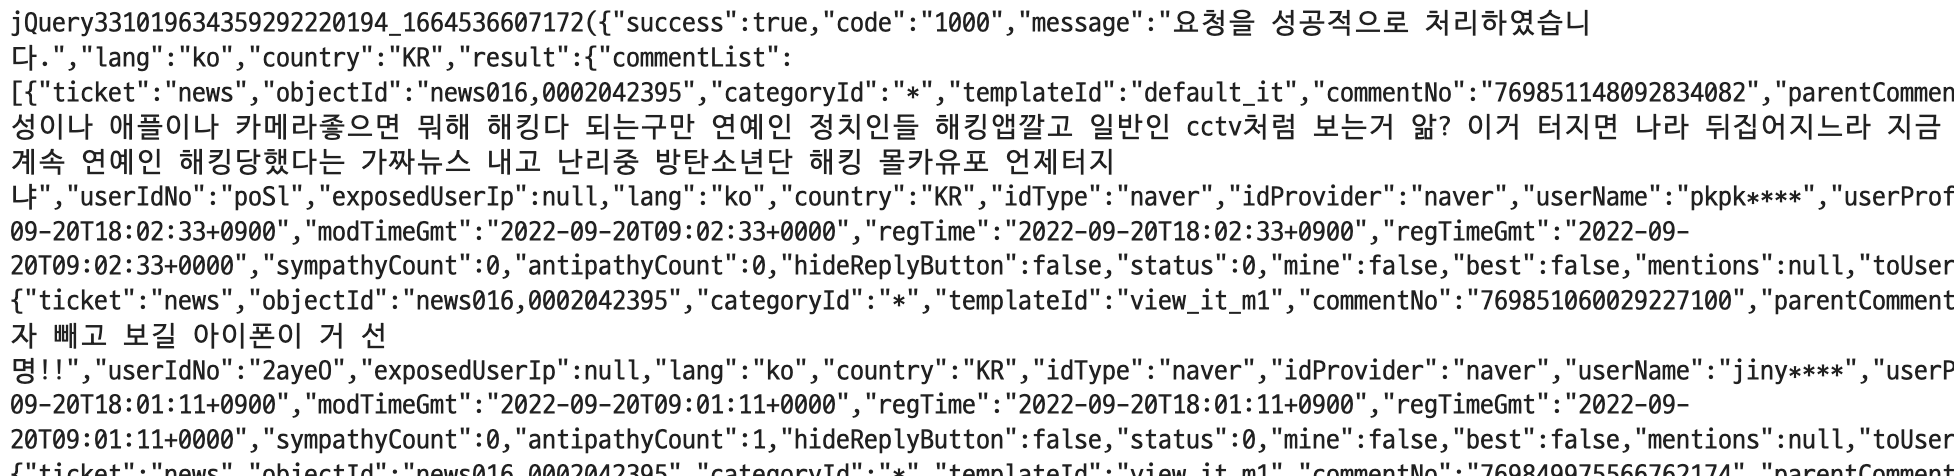 jQuery331019634359292220194_1664536607172({"success":true,"code":"1000","message":"요청을 성공적으로 처리하였습니
다.","lang":"ko","country":"KR","result":{"commentList":
[{"ticket":"news","objectId":"news016,0002042395","categoryId":"*","templateId":"default_it","commentNo":"769851148092834082","parentCommen
성이나 애플이나 카메라좋으면 뭐해 해킹다 되는구만 연예인 정치인들 해킹앱깔고 일반인 cctv처럼 보는거 앎? 이거 터지면 나라 뒤집어지느라 지금
계속 연예인 해킹당했다는 가짜뉴스 내고 난리중 방탄소년단 해킹 몰카유포 언제터지
냐","userIdNo":"poSl","exposedUserIp":null,"lang":"ko","country":"KR","idType":"naver","idProvider":"naver","userName":"pkpk****","userProf
09-20T18:02:33+0900","modTimeGmt":"2022-09-20T09:02:33+0000","regTime":"2022-09-20T18:02:33+0900","regTimeGmt":"2022-09-
20T09:02:33+0000","sympathyCount":0,"antipathyCount":0,"hideReplyButton":false,"status":0,"mine":false,"best":false,"mentions":null,"toUser
{"ticket":"news","objectId":"news016,0002042395","categoryId":"*","templateId":"view_it_m1","commentNo":"769851060029227100","parentComment
자 빼고 보길 아이폰이 거 선
명!!","userIdNo":"2ayeO","exposedUserIp":null,"lang":"ko","country":"KR","idType":"naver","idProvider":"naver","userName":"jiny****","userP
09-20T18:01:11+0900","modTimeGmt":"2022-09-20T09:01:11+0000","regTime":"2022-09-20T18:01:11+0900","regTimeGmt":"2022-09-
20T09:01:11+0000","sympathyCount":0,"antipathyCount":1,"hideReplyButton":false,"status":0,"mine":false,"best":false,"mentions":null,"toUser
{"ticket":"news","objectId":"news016,0002042395","categoryId":"*","templateId":"view_it_m1","commentNo":"769849975566762174","parentComment